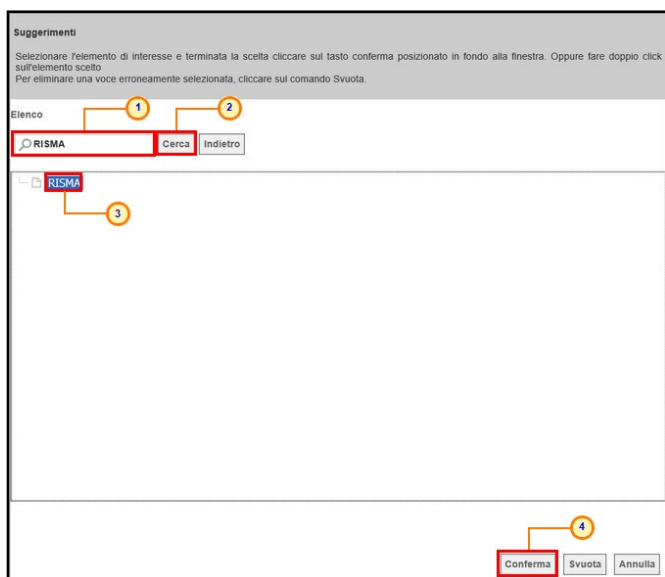 Suggerimenti
Selezionare l'elemento di interesse e terminata la scelta cliccare sul tasto conferma posizionato in fondo alla finestra. Oppure fare doppio click
sull'elemento scelto
Per eliminare una voce erroneamente selezionata, cliccare sul comando Svuota.
1 2
Elenco
RISMA Cerca Indietro
RISMA
3
4
Conferma Svuota Annulla